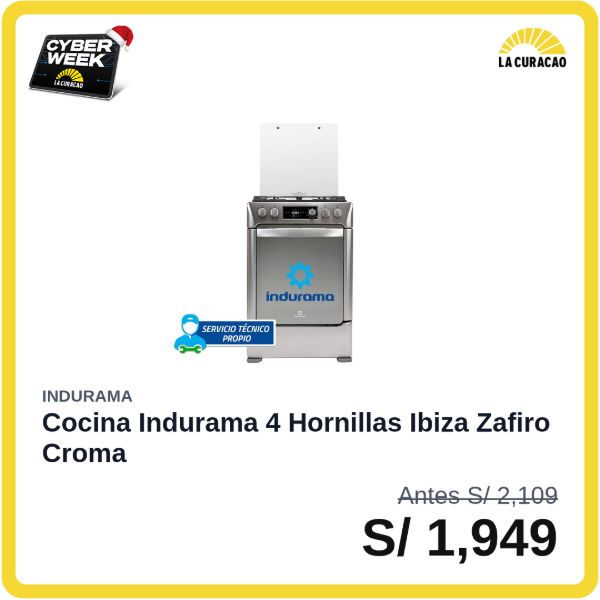 CYBER
WEEK
LA CURACAO
LA CURACAO
indurama
SERVICIO TÉCNICO
PROPIO
INDURAMA
Cocina Indurama 4 Hornillas Ibiza Zafiro
Croma
Antes S/ 2,109
S/ 1,949